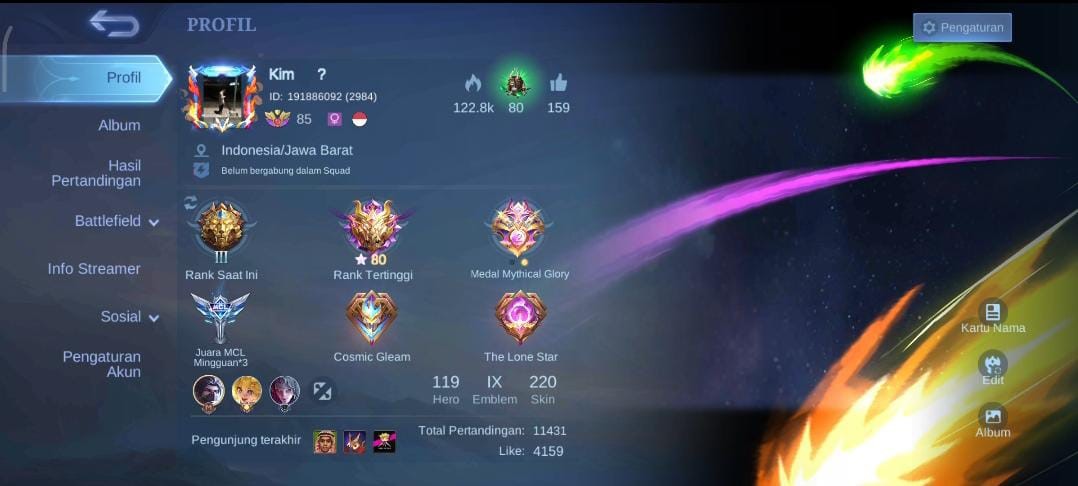 PROFIL
Pengaturan
Profil
Album
Hasil
Pertandingan
Battlefield
Info Streamer
Sosial
Pengaturan
Akun
Kim ?
ID: 191886092 (2984)
85
122.8k 80 159
Indonesia/Jawa Barat
Belum bergabung dalam Squad
III
Rank Saat Ini
80
Rank Tertinggi
2
Medal Mythical Glory
MCL
Juara MCL
Mingguan*3
Cosmic Gleam
The Lone Star
119 IX 220
Hero Emblem Skin
Pengunjung terakhir
Total Pertandingan: 11431
Like: 4159
Kartu Nama
Edit
Album